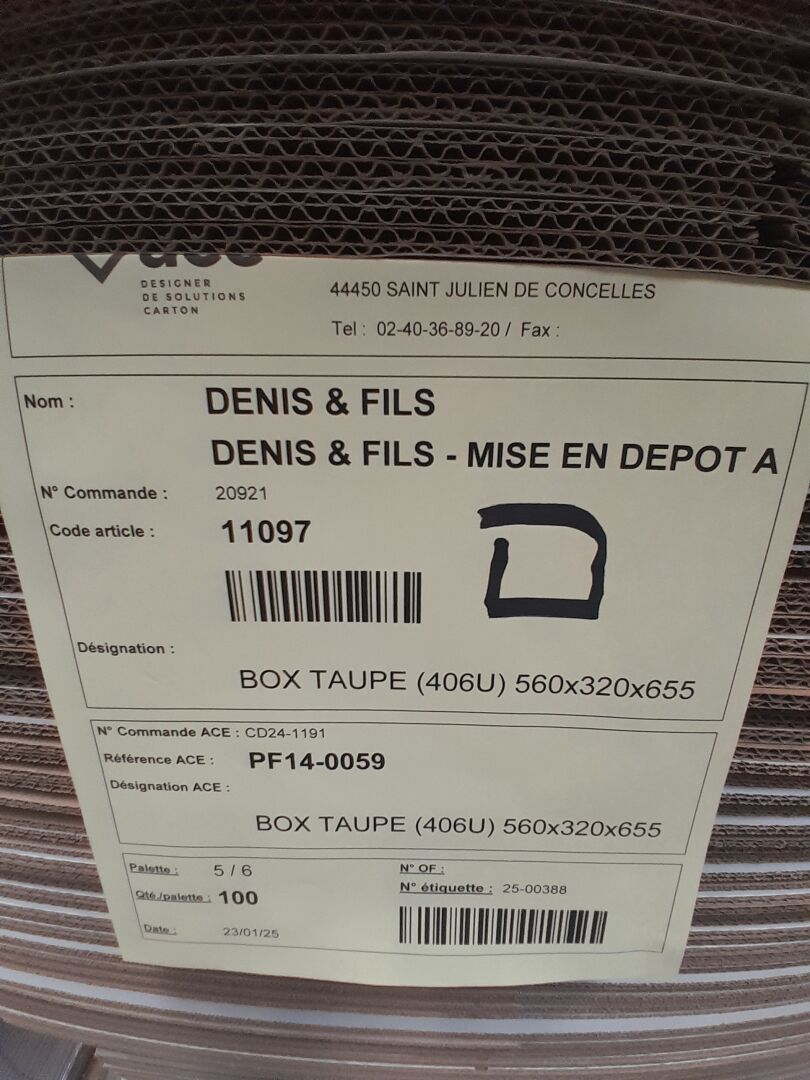 ace
DESIGNER
DE SOLUTIONS
CARTON
44450 SAINT JULIEN DE CONCELLES
Tel : 02-40-36-89-20 / Fax :
Nom : DENIS & FILS
DENIS & FILS - MISE EN DEPOT A
N° Commande : 20921
Code article : 11097
Désignation :
BOX TAUPE (406U) 560x320x655
N° Commande ACE : CD24-1191
Référence ACE : PF14-0059
Désignation ACE :
BOX TAUPE (406U) 560x320x655
Palette : 5 / 6
N° OF :
Qté./palette : 100
N° étiquette : 25-00388
Date : 23/01/25